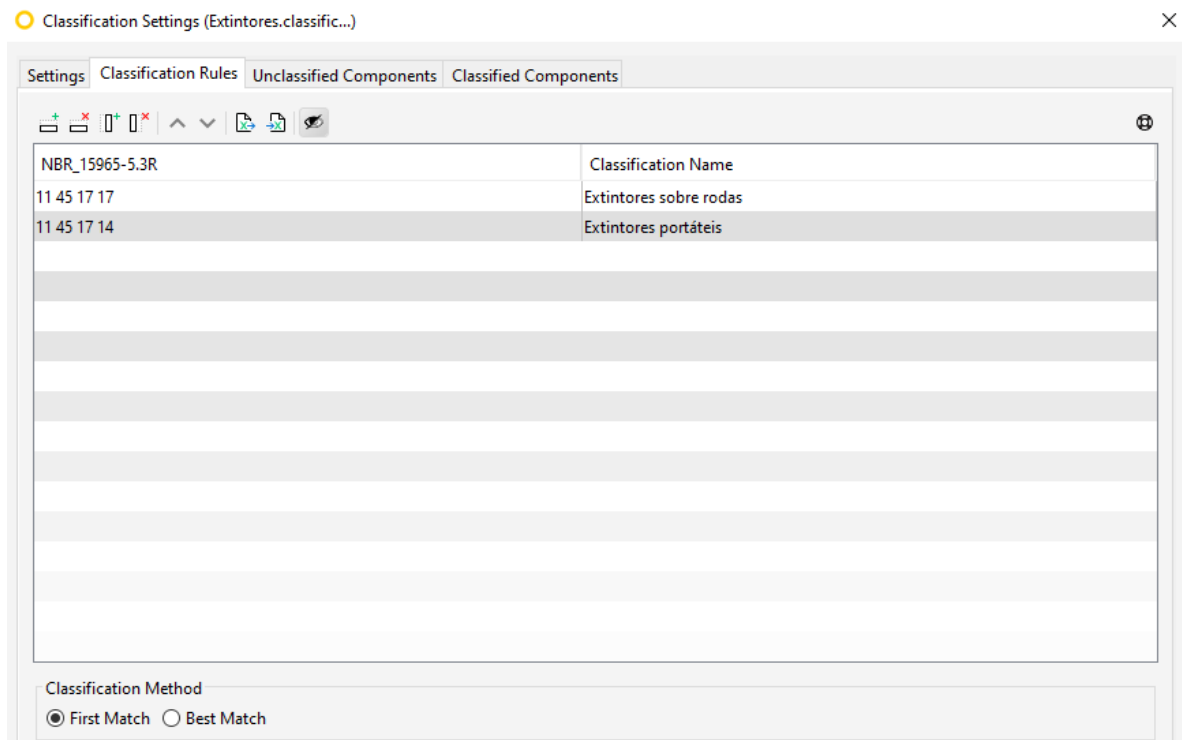 Classification Settings (Extintores.classific...)
Settings Classification Rules Unclassified Components Classified Components
NBR_15965-5.3R Classification Name
11 45 17 17 Extintores sobre rodas
11 45 17 14 Extintores portáteis
Classification Method
First Match Best Match